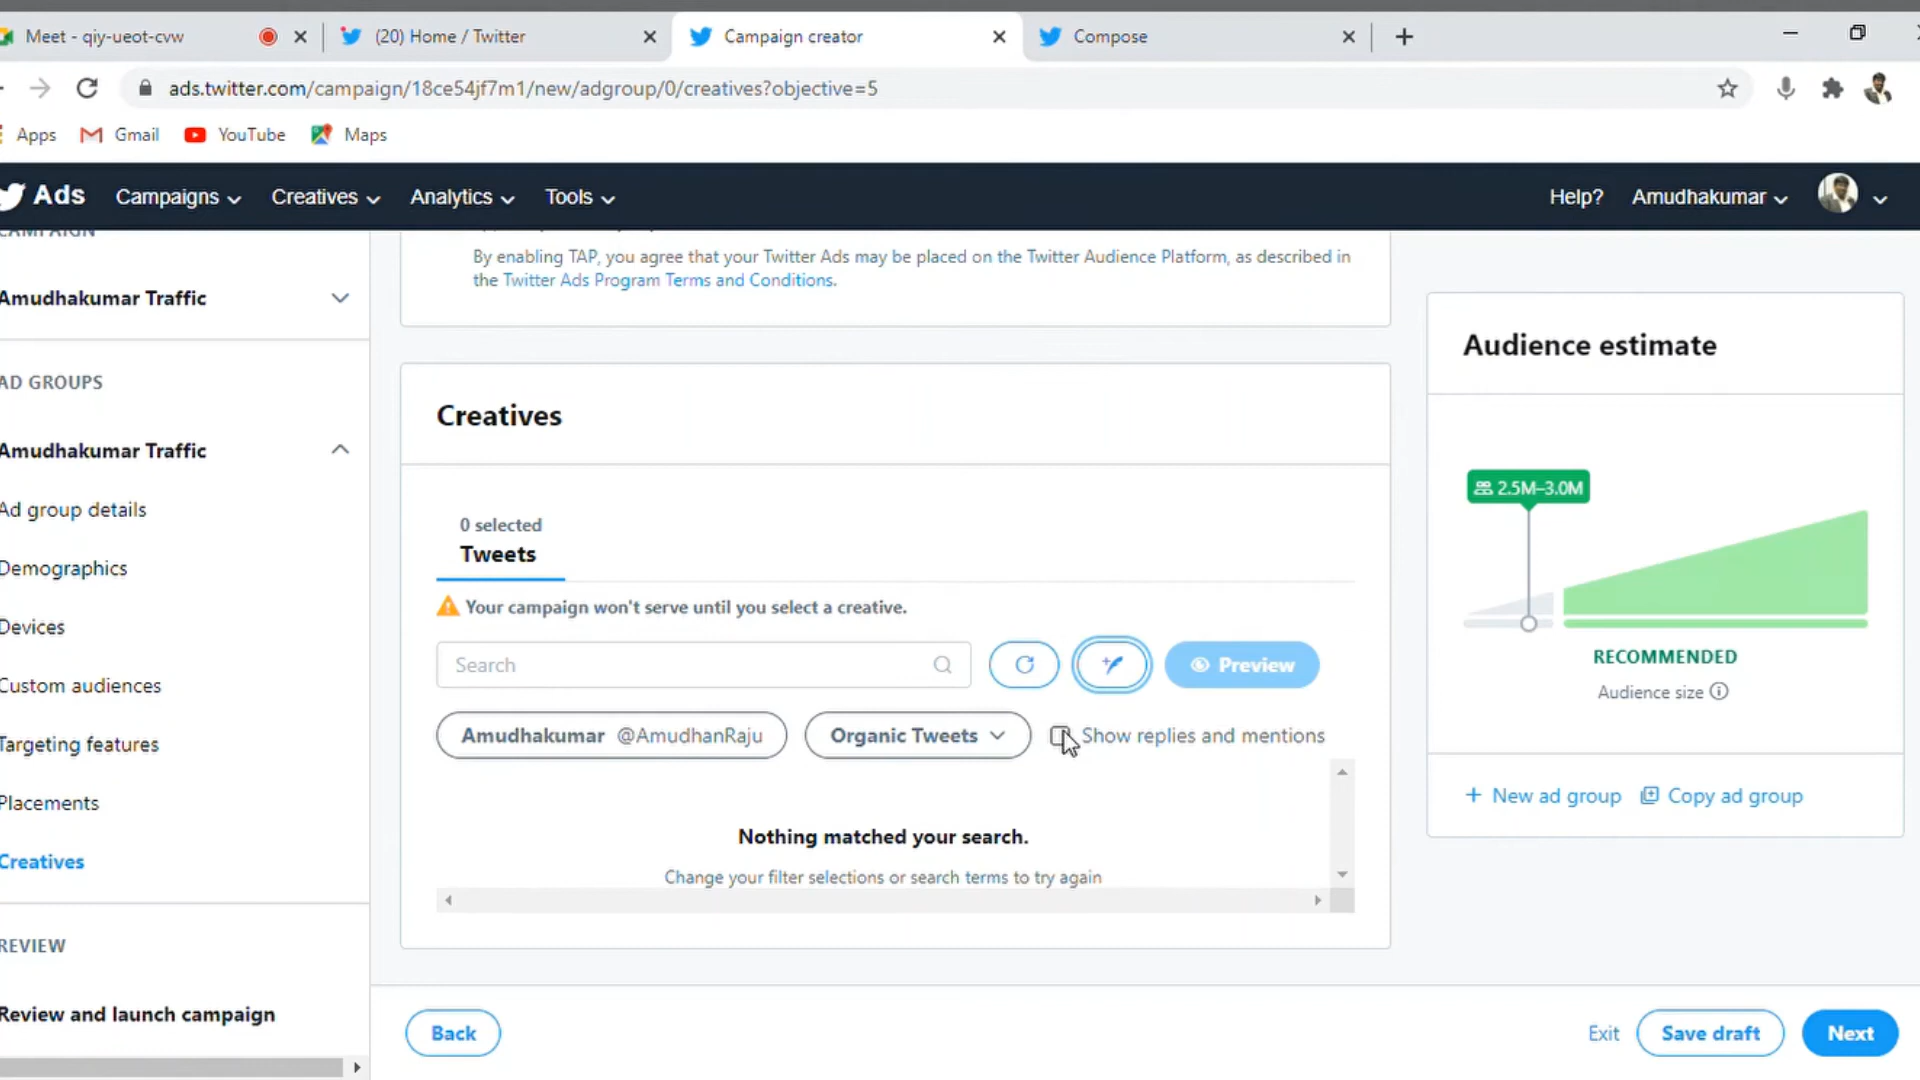 Meet - qiy-ueot-cvw
(20) Home / Twitter
Campaign creator
Compose
ads.twitter.com/campaign/18ce54jf7m1/new/adgroup/0/creatives?objective=5
Apps
Gmail
YouTube
Maps
Ads
Campaigns
Creatives
Analytics
Tools
Help?
Amudhakumar
CAMPAIGN
Amudhakumar Traffic
AD GROUPS
Amudhakumar Traffic
Ad group details
Demographics
Devices
Custom audiences
Targeting features
Placements
Creatives
REVIEW
Review and launch campaign
By enabling TAP, you agree that your Twitter Ads may be placed on the Twitter Audience Platform, as described in
the Twitter Ads Program Terms and Conditions.
Creatives
0 selected
Tweets
Your campaign won't serve until you select a creative.
Search
Preview
Amudhakumar @AmudhanRaju
Organic Tweets
Show replies and mentions
Nothing matched your search.
Change your filter selections or search terms to try again
Audience estimate
2.5M–3.0M
RECOMMENDED
Audience size
+ New ad group
Copy ad group
Back
Exit
Save draft
Next